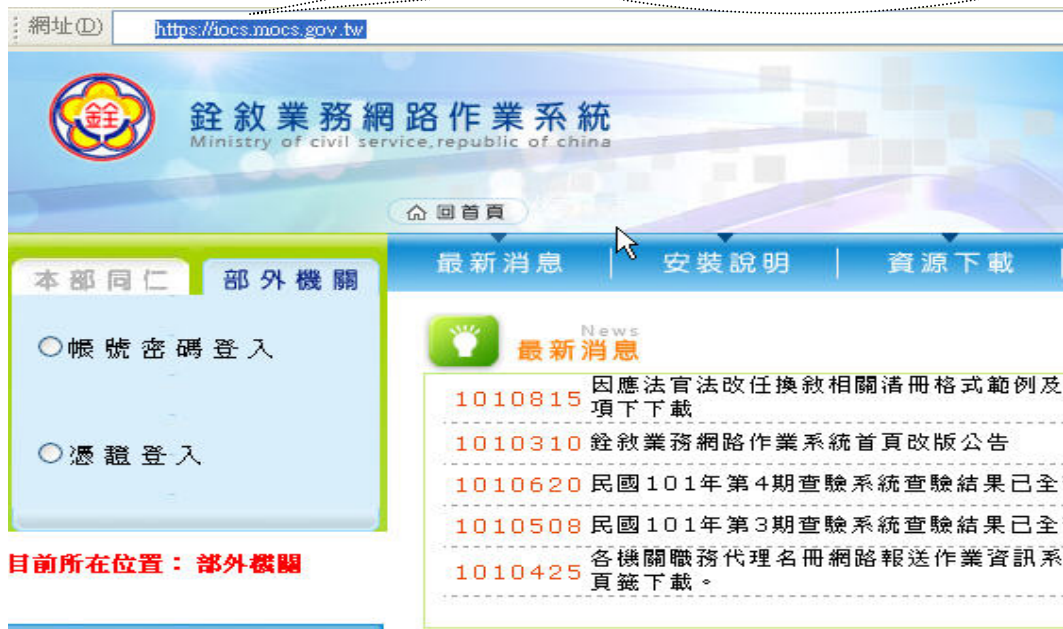 網址(D) https://iocs.mocs.gov.tw
銓
銓敘業務網路作業系統
Ministry of civil service,republic of china
回首頁
最新消息 安裝說明 資源下載
本部同仁 部外機關
帳號密碼登入
憑證登入
目前所在位置：部外機關
News
最新消息
1010815 因應法官法改任換敘相關清冊格式範例及
項下下載
1010310 銓敘業務網路作業系統首頁改版公告
1010620 民國101年第4期查驗系統查驗結果已全
1010508 民國101年第3期查驗系統查驗結果已全
1010425 各機關職務代理名冊網路報送作業資訊系
頁籤下載。